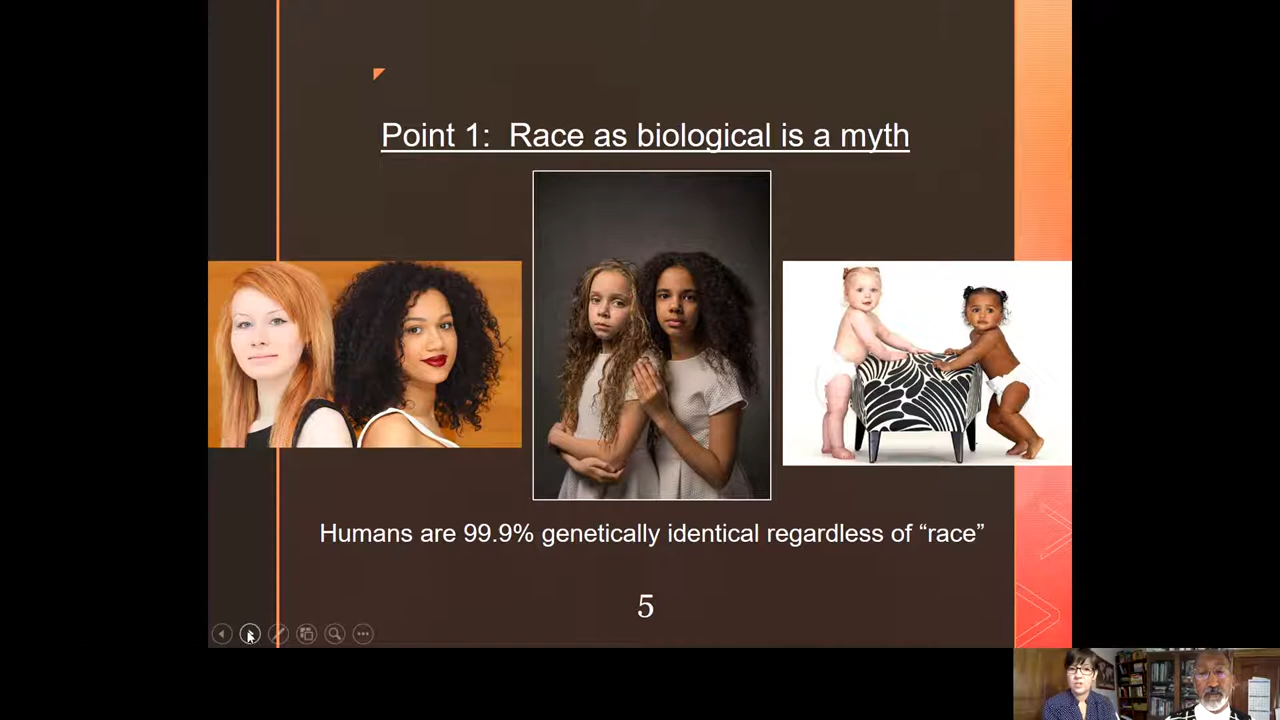 Point 1:  Race as biological is a myth
Humans are 99.9% genetically identical regardless of “race”
5